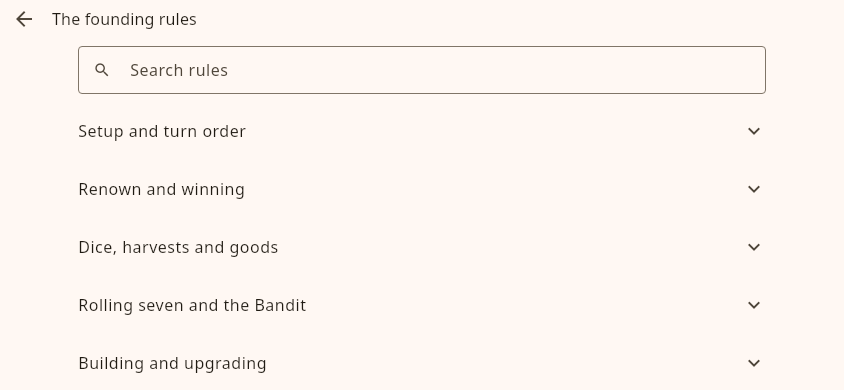 The founding rules
Search rules
Setup and turn order
Renown and winning
Dice, harvests and goods
Rolling seven and the Bandit
Building and upgrading